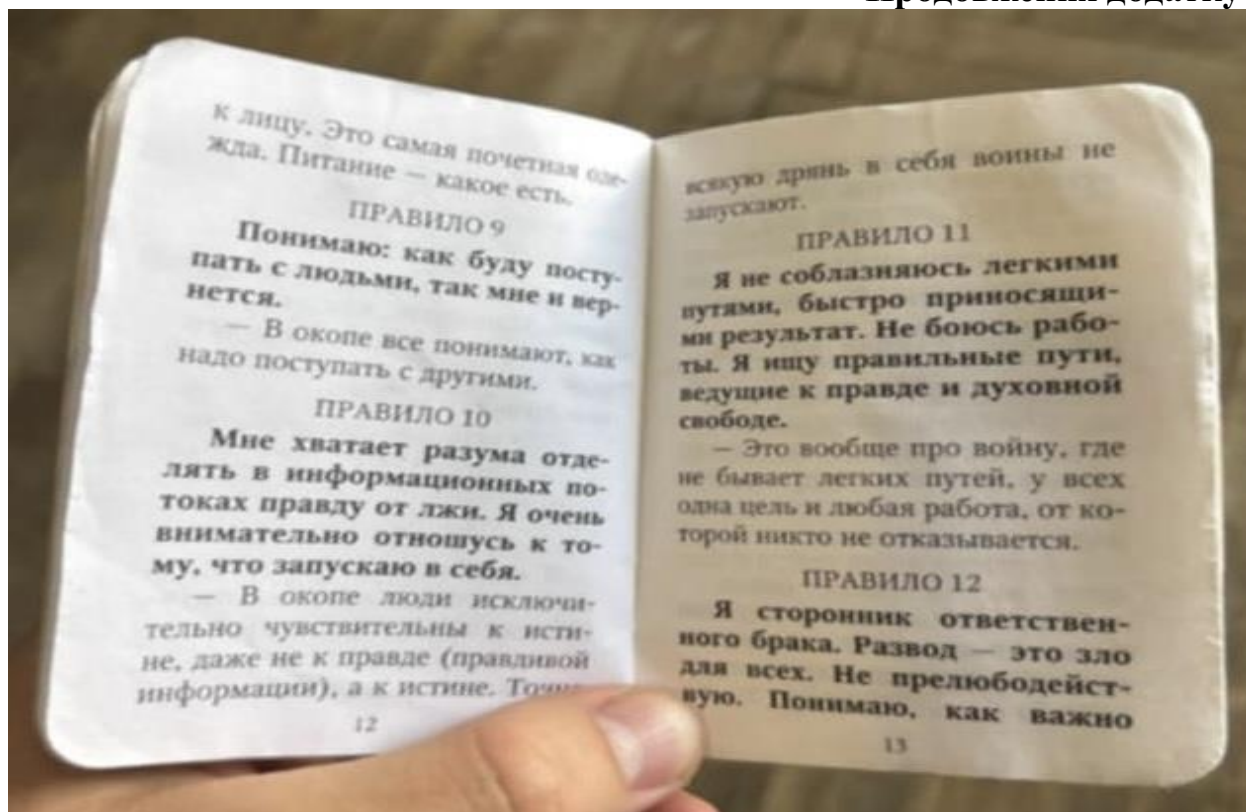 к лицу. Это самая почетная оде-
жда. Питание — какое есть.
ПРАВИЛО 9
Понимаю: как буду посту-
пать с людьми, так мне и вер-
нется.
— В окопе все понимают, как
надо поступать с другими.
ПРАВИЛО 10
Мне хватает разума отде-
лять в информационных по-
токах правду от лжи. Я очень
внимательно отношусь к то-
му, что запускаю в себя.
— В окопе люди исключи-
тельно чувствительны к исти-
не, даже не к правде (правдивой
информации), а к истине.
12
всякую дрянь в себя воины не
запускают.
ПРАВИЛО 11
Я не соблазняюсь легкими
путями, быстро приносящи-
ми результат. Не боюсь рабо-
ты. Я ищу правильные пути,
ведущие к правде и духовной
свободе.
— Это вообще про войну, где
не бывает легких путей, у всех
одна цель и любая работа, от ко-
торой никто не отказывается.
ПРАВИЛО 12
Я сторонник ответствен-
ного брака. Развод — это зло
для всех. Не прелюбодейст-
вую. Понимаю, как важно
13